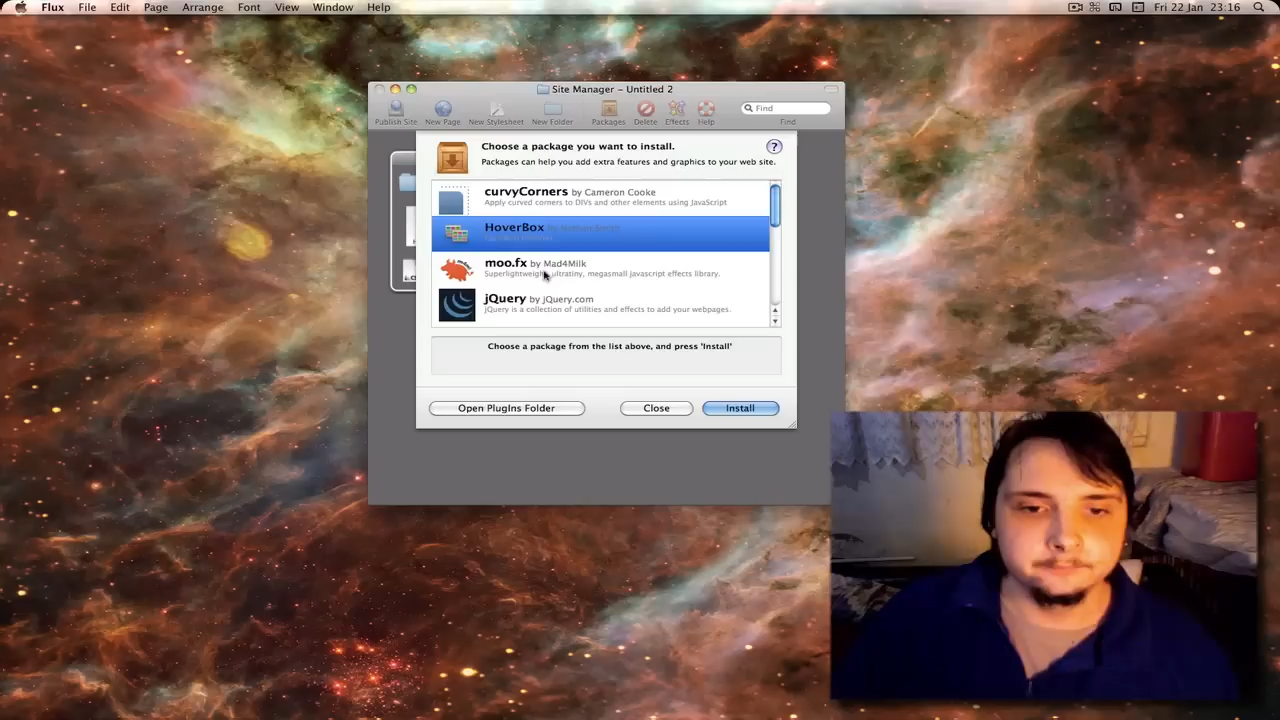 Flux File Edit Page Arrange Font View Window Help Fri 22 Jan 23:16
Site Manager – Untitled 2
Publish Site New Page New Stylesheet New Folder Packages Delete Effects Help Find
Find
Choose a package you want to install.
?
Packages can help you add extra features and graphics to your web site.
curvyCorners by Cameron Cooke
Apply curved corners to DIVs and other elements using JavaScript
HoverBox by Nathan Smith
moo.fx by Mad4Milk
Superlightweight, ultratiny, megasmall javascript effects library.
jQuery by jQuery.com
jQuery is a collection of utilities and effects to add your webpages.
Choose a package from the list above, and press 'Install'
Open PlugIns Folder Close Install